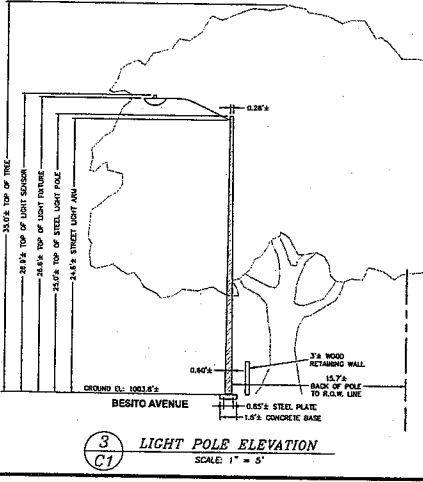 35.0'± TOP OF TREE
26.9'± TOP OF LIGHT SENSOR
26.6'± TOP OF LIGHT FIXTURE
25.0'± TOP OF STEEL LIGHT POLE
24.6'± STREET LIGHT ARM
0.28'±
0.60'±
3'± WOOD
RETAINING WALL
15.7'±
BACK OF POLE
TO R.O.W. LINE
GROUND EL: 1003.8'±
BESITO AVENUE
0.85'± STEEL PLATE
1.6'± CONCRETE BASE
3
C1
LIGHT POLE ELEVATION
SCALE: 1" = 5'